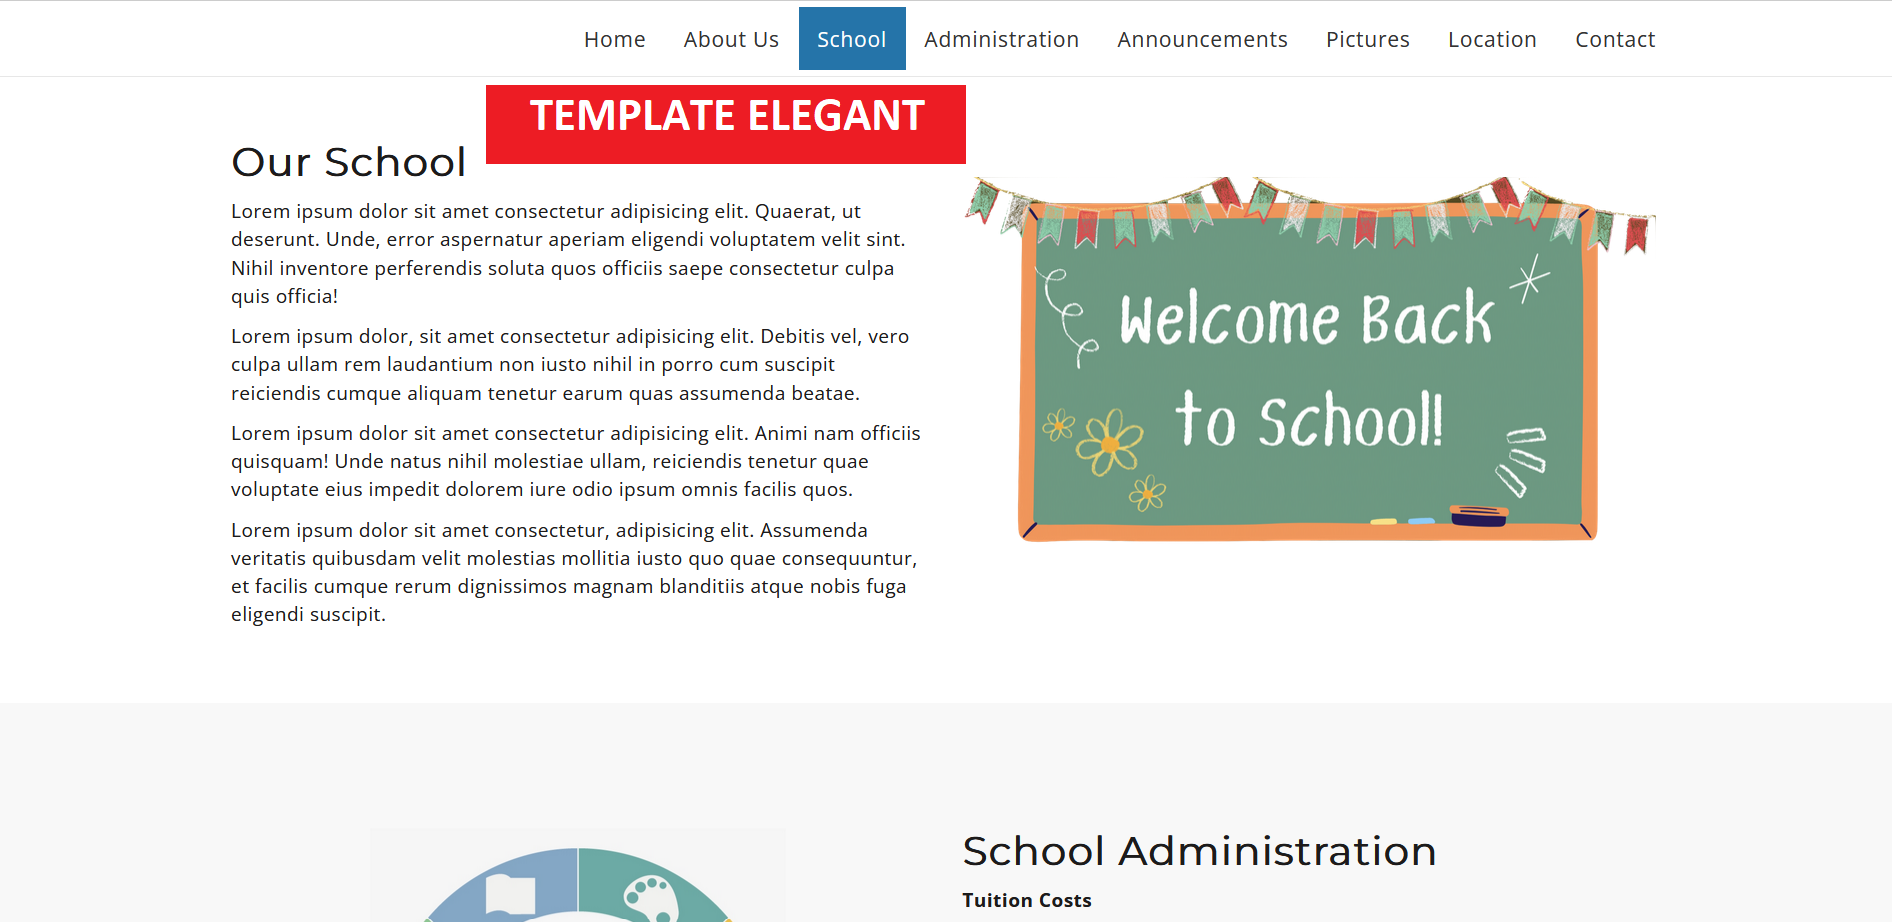 Home About Us School Administration Announcements Pictures Location Contact
TEMPLATE ELEGANT
Our School
Lorem ipsum dolor sit amet consectetur adipisicing elit. Quaerat, ut
deserunt. Unde, error aspernatur aperiam eligendi voluptatem velit sint.
Nihil inventore perferendis soluta quos officiis saepe consectetur culpa
quis officia!
Lorem ipsum dolor, sit amet consectetur adipisicing elit. Debitis vel, vero
culpa ullam rem laudantium non iusto nihil in porro cum suscipit
reiciendis cumque aliquam tenetur earum quas assumenda beatae.
Lorem ipsum dolor sit amet consectetur adipisicing elit. Animi nam officiis
quisquam! Unde natus nihil molestiae ullam, reiciendis tenetur quae
voluptate eius impedit dolorem iure odio ipsum omnis facilis quos.
Lorem ipsum dolor sit amet consectetur, adipisicing elit. Assumenda
veritatis quibusdam velit molestias mollitia iusto quo quae consequuntur,
et facilis cumque rerum dignissimos magnam blanditiis atque nobis fuga
eligendi suscipit.
Welcome Back
to School!
School Administration
Tuition Costs